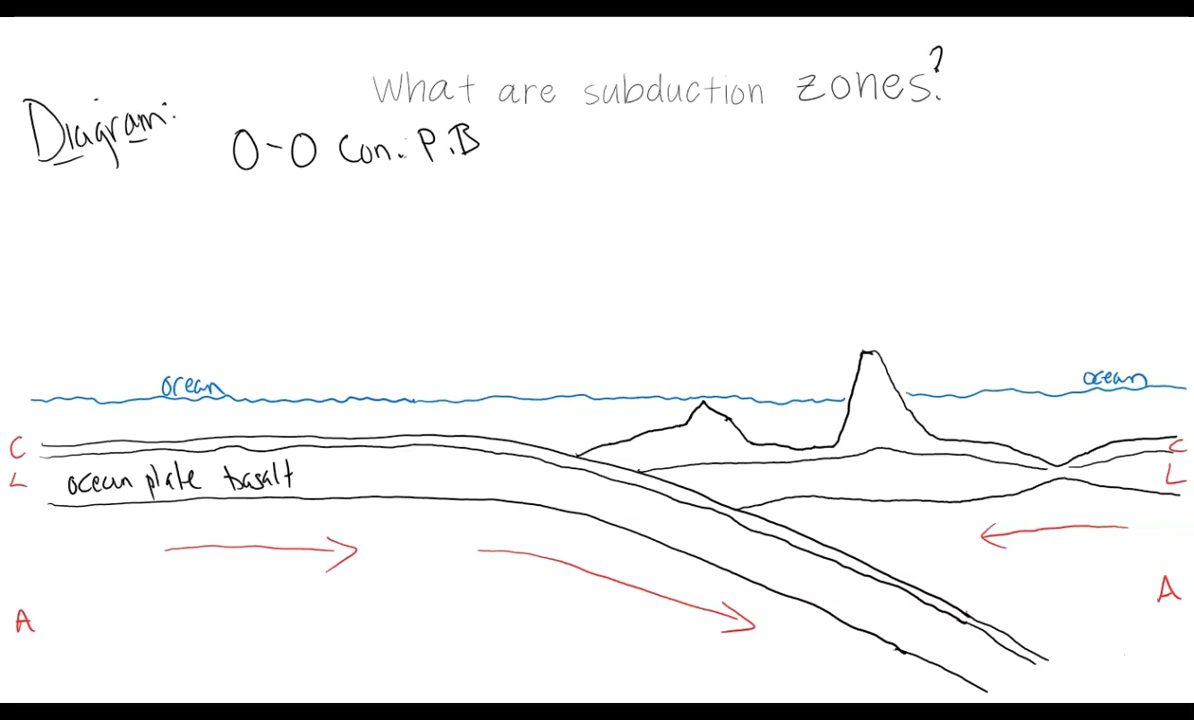 What are subduction zones?
Diagram:
O-O Con. P.B
ocean
ocean
C
C
L
ocean plate basalt
L
A
A